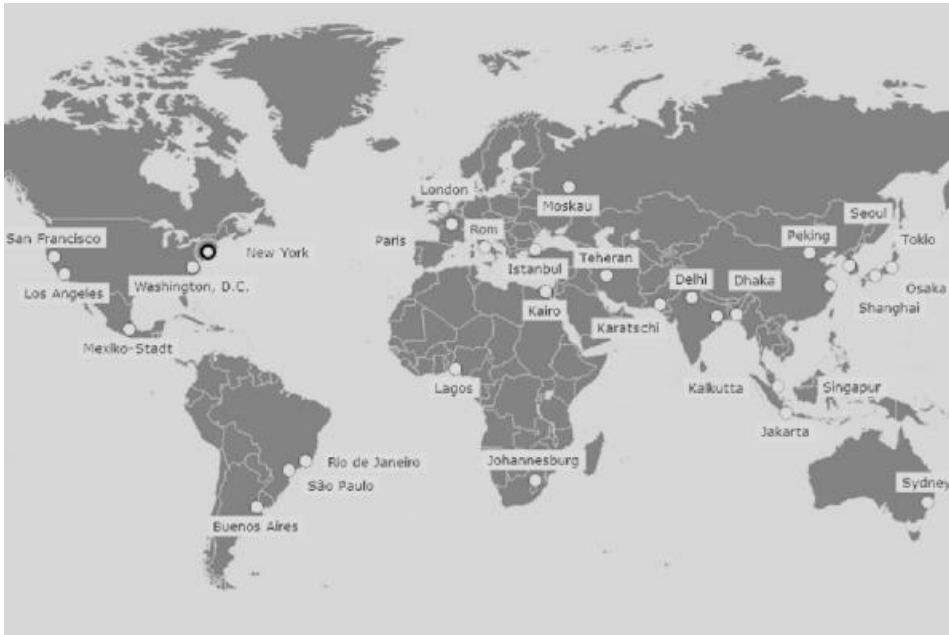 London
Moskau
Seoul
San Francisco
New York
Paris
Rom
Peking
Tokio
Los Angeles
Washington, D.C.
Istanbul
Teheran
Delhi
Dhaka
Osaka
Kairo
Karatschi
Shanghai
Mexiko-Stadt
Lagos
Kalkutta
Singapur
Jakarta
Rio de Janeiro
Johannesburg
São Paulo
Sydney
Buenos Aires